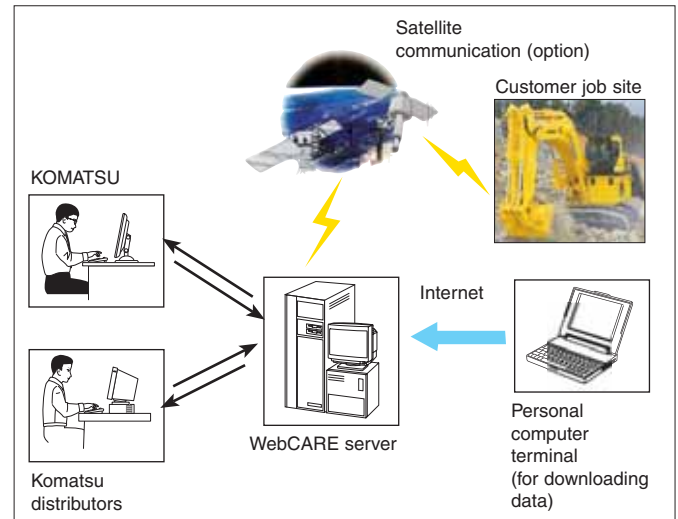 Satellite
communication (option)
Customer job site
KOMATSU
Internet
WebCARE server
Komatsu
distributors
Personal
computer
terminal
(for downloading
data)